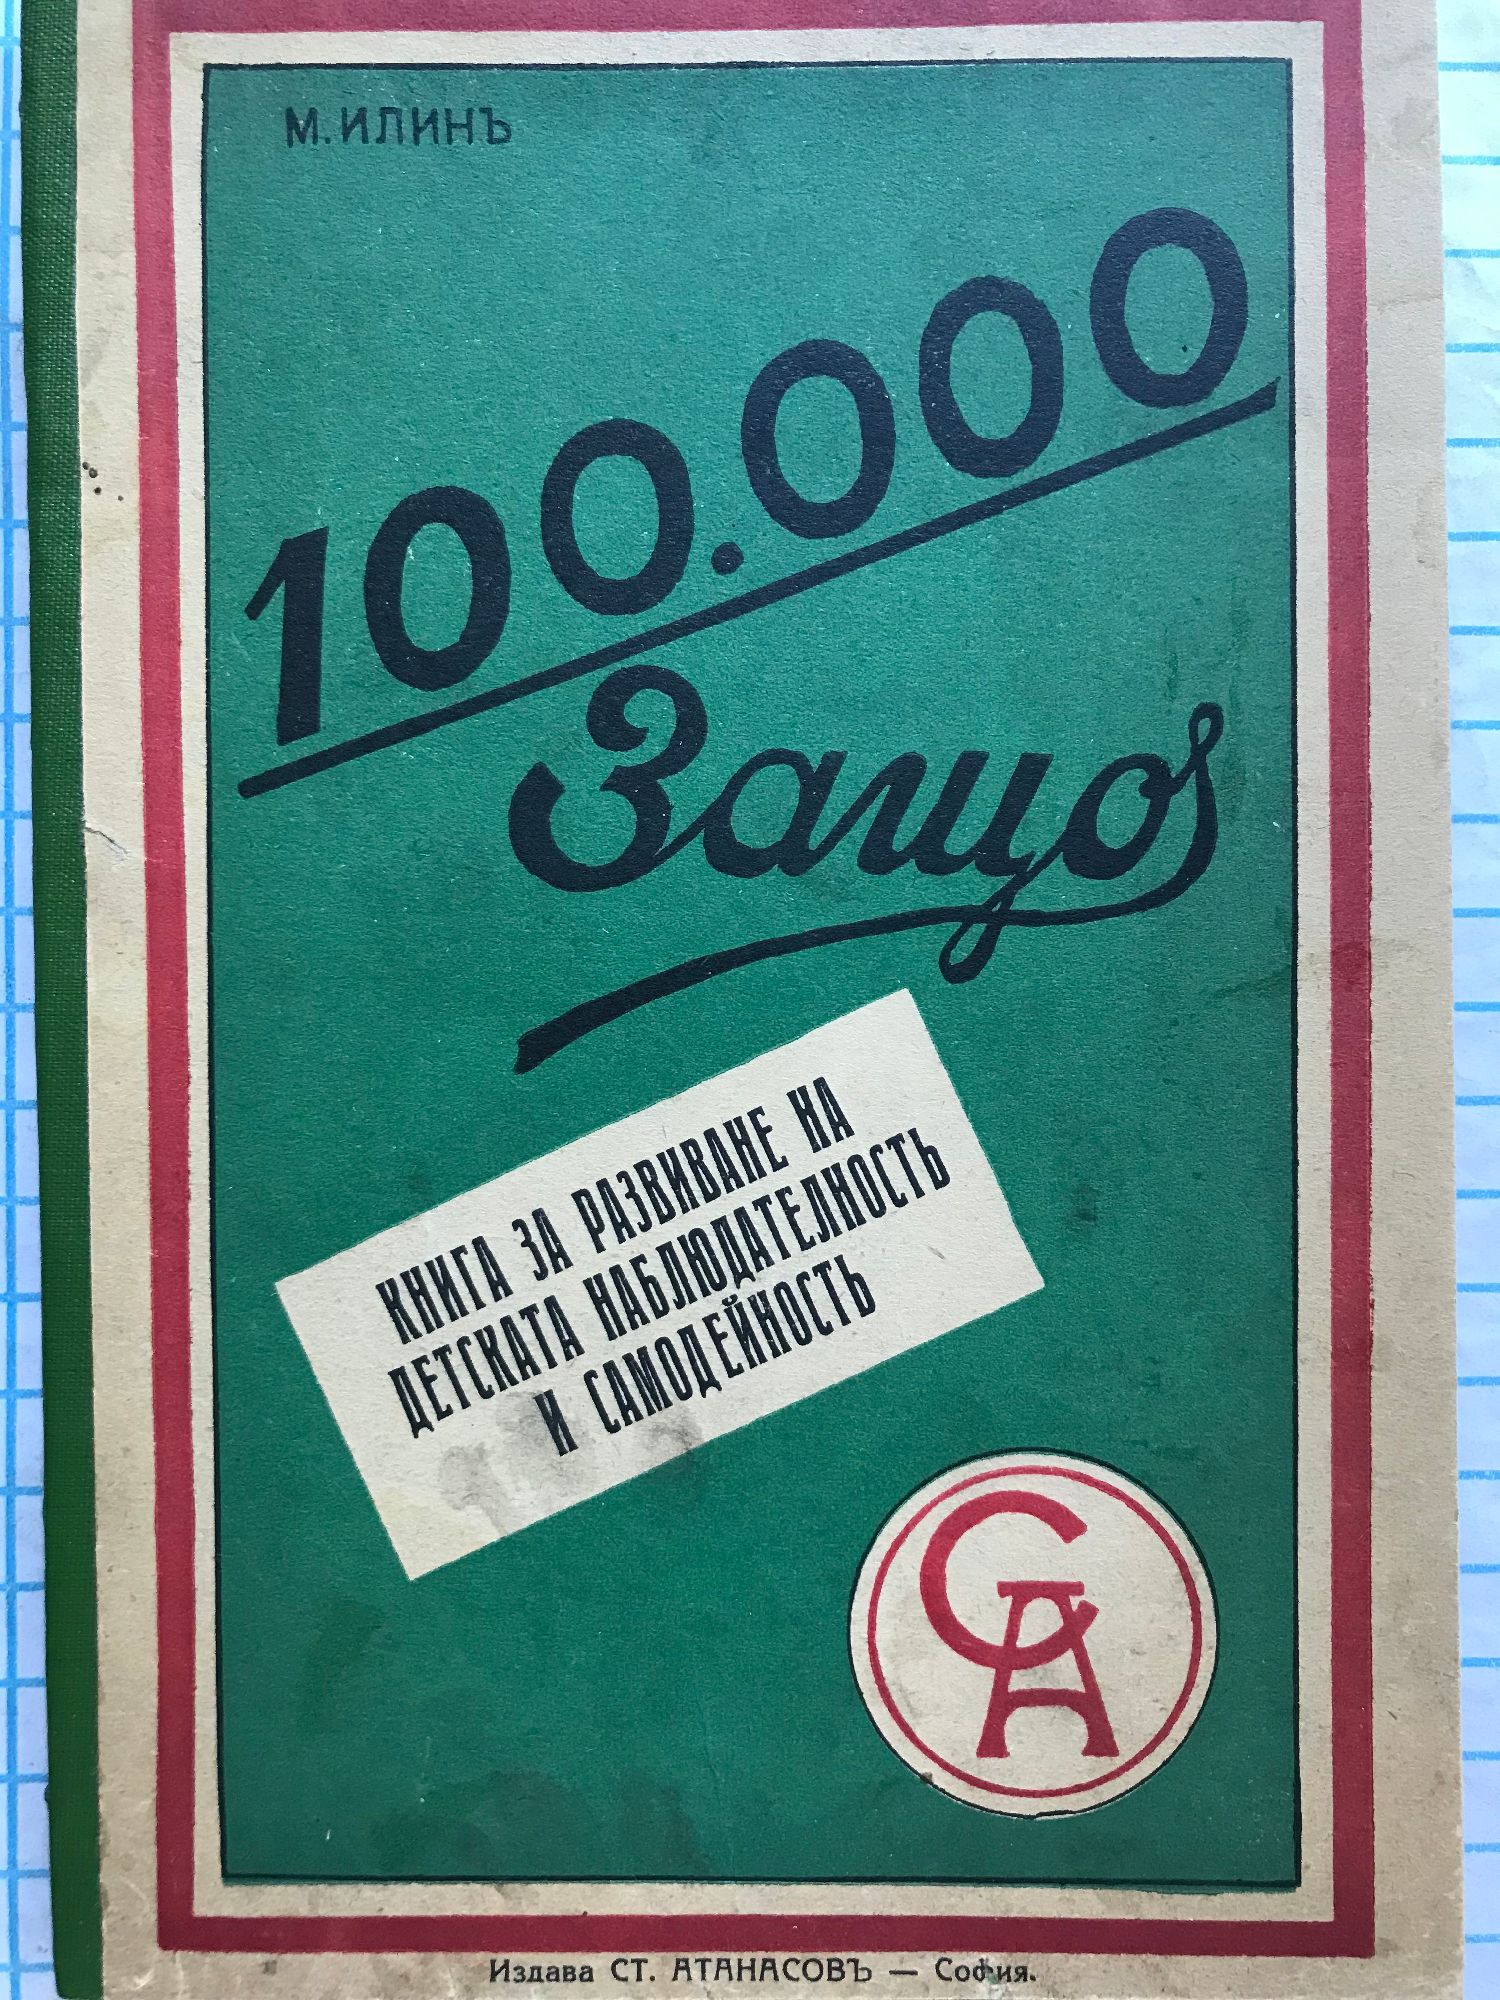 М. ИЛИНЪ
100.000
Защо
КНИГА ЗА РАЗВИВАНЕ НА
ДЕТСКАТА НАБЛЮДАТЕЛНОСТЬ
И САМОДЕЙНОСТЬ
СА
Издава СТ. АТАНАСОВЪ — София.